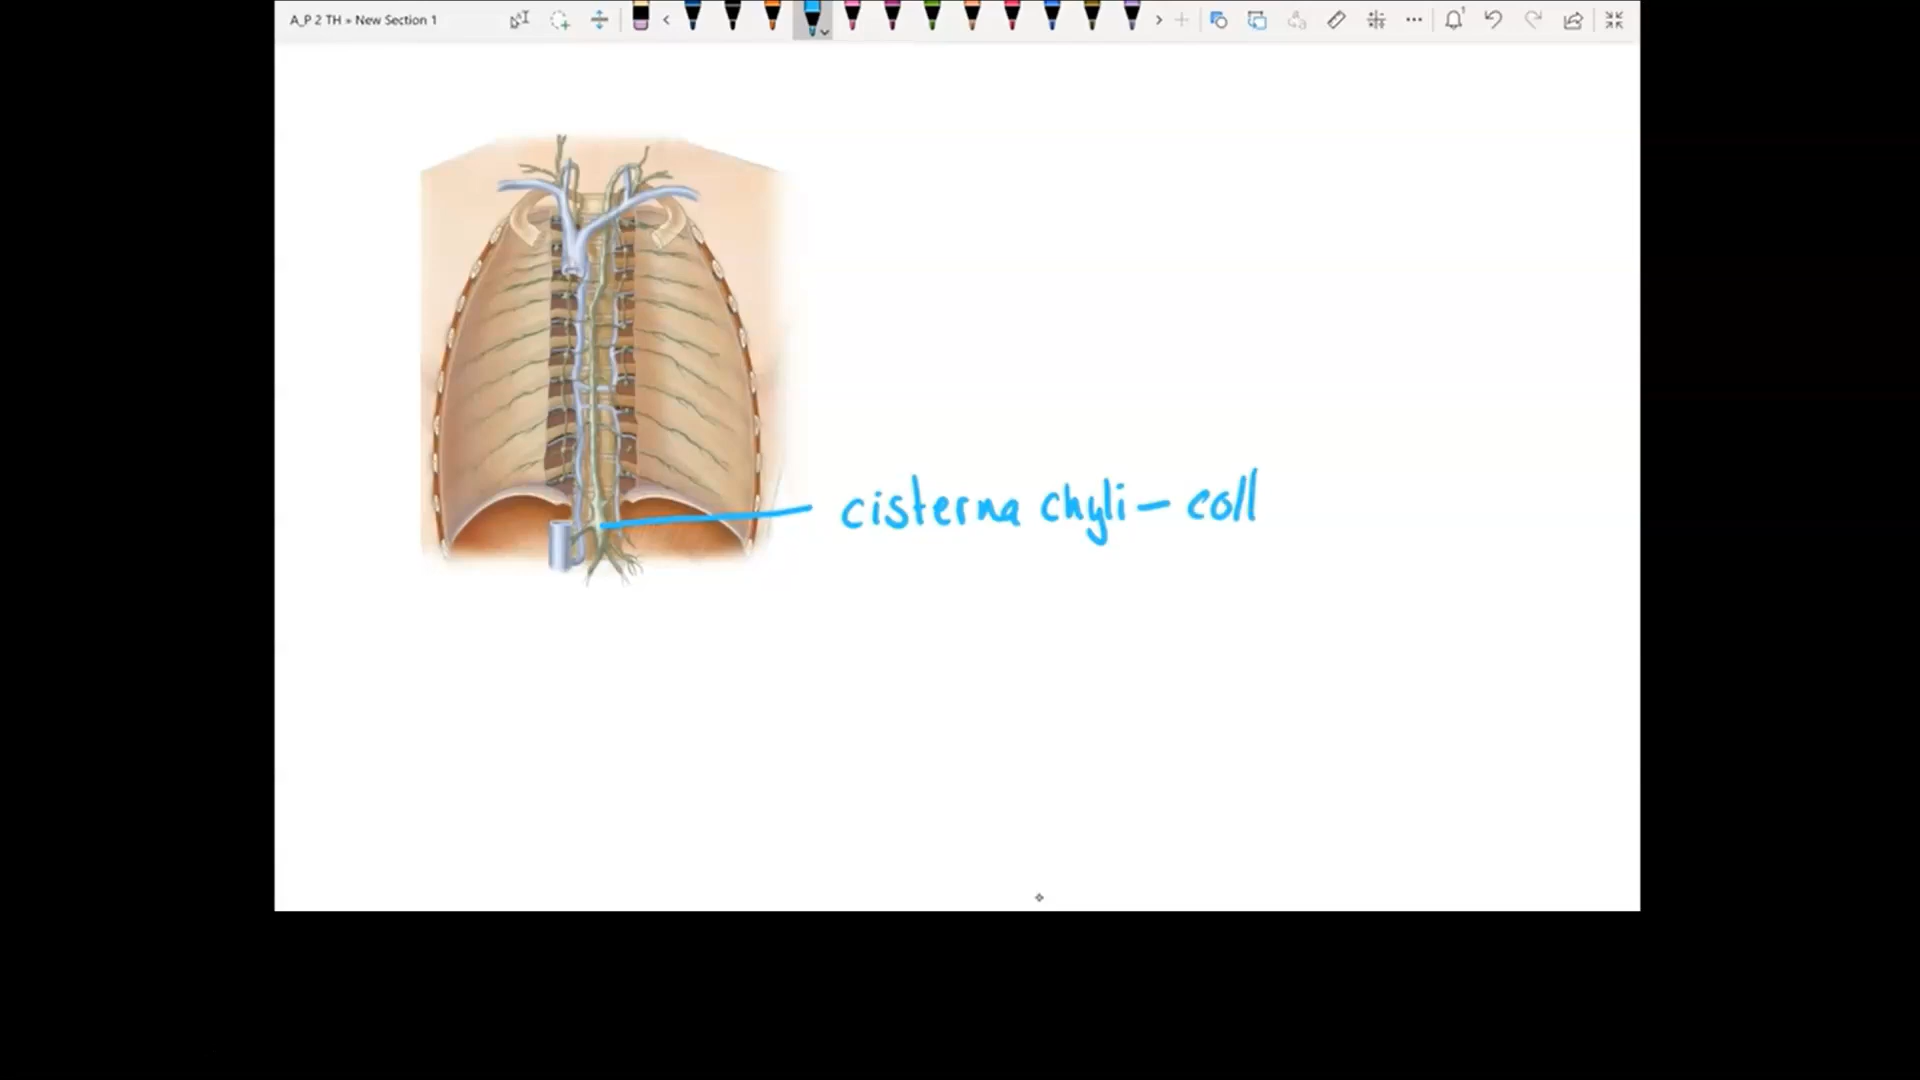 A_P 2 TH » New Section 1
cisterna chyli – coll